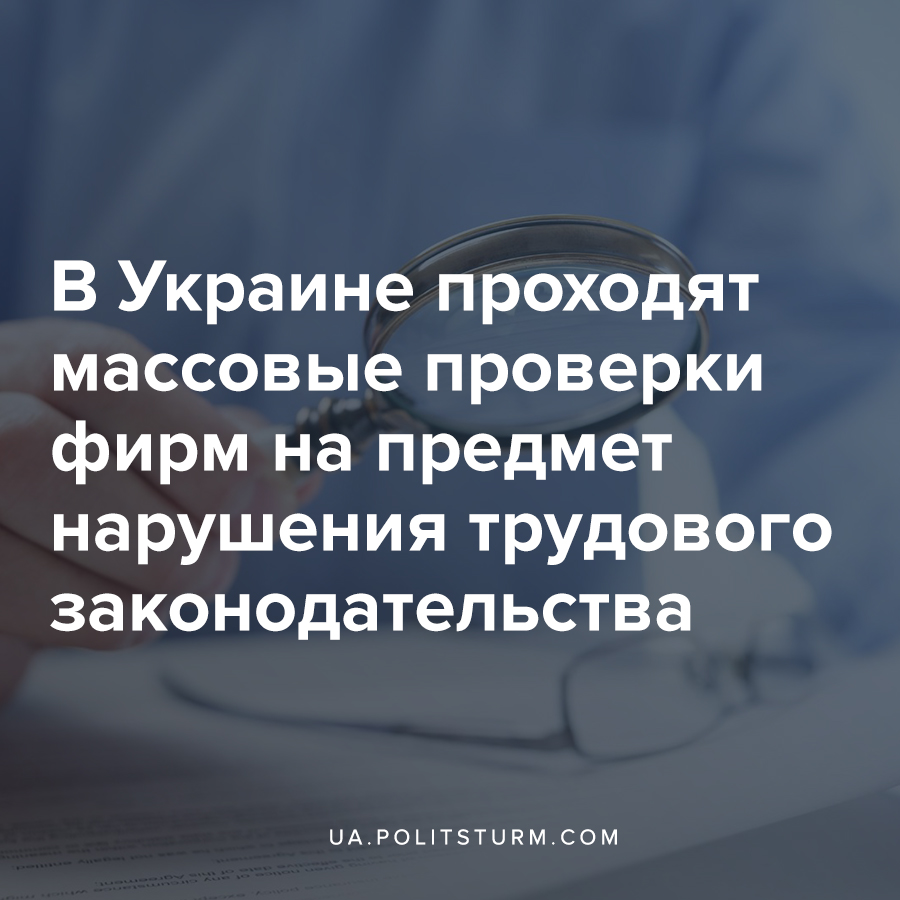 В Украине проходят
массовые проверки
фирм на предмет
нарушения трудового
законодательства
UA.POLITSTURM.COM